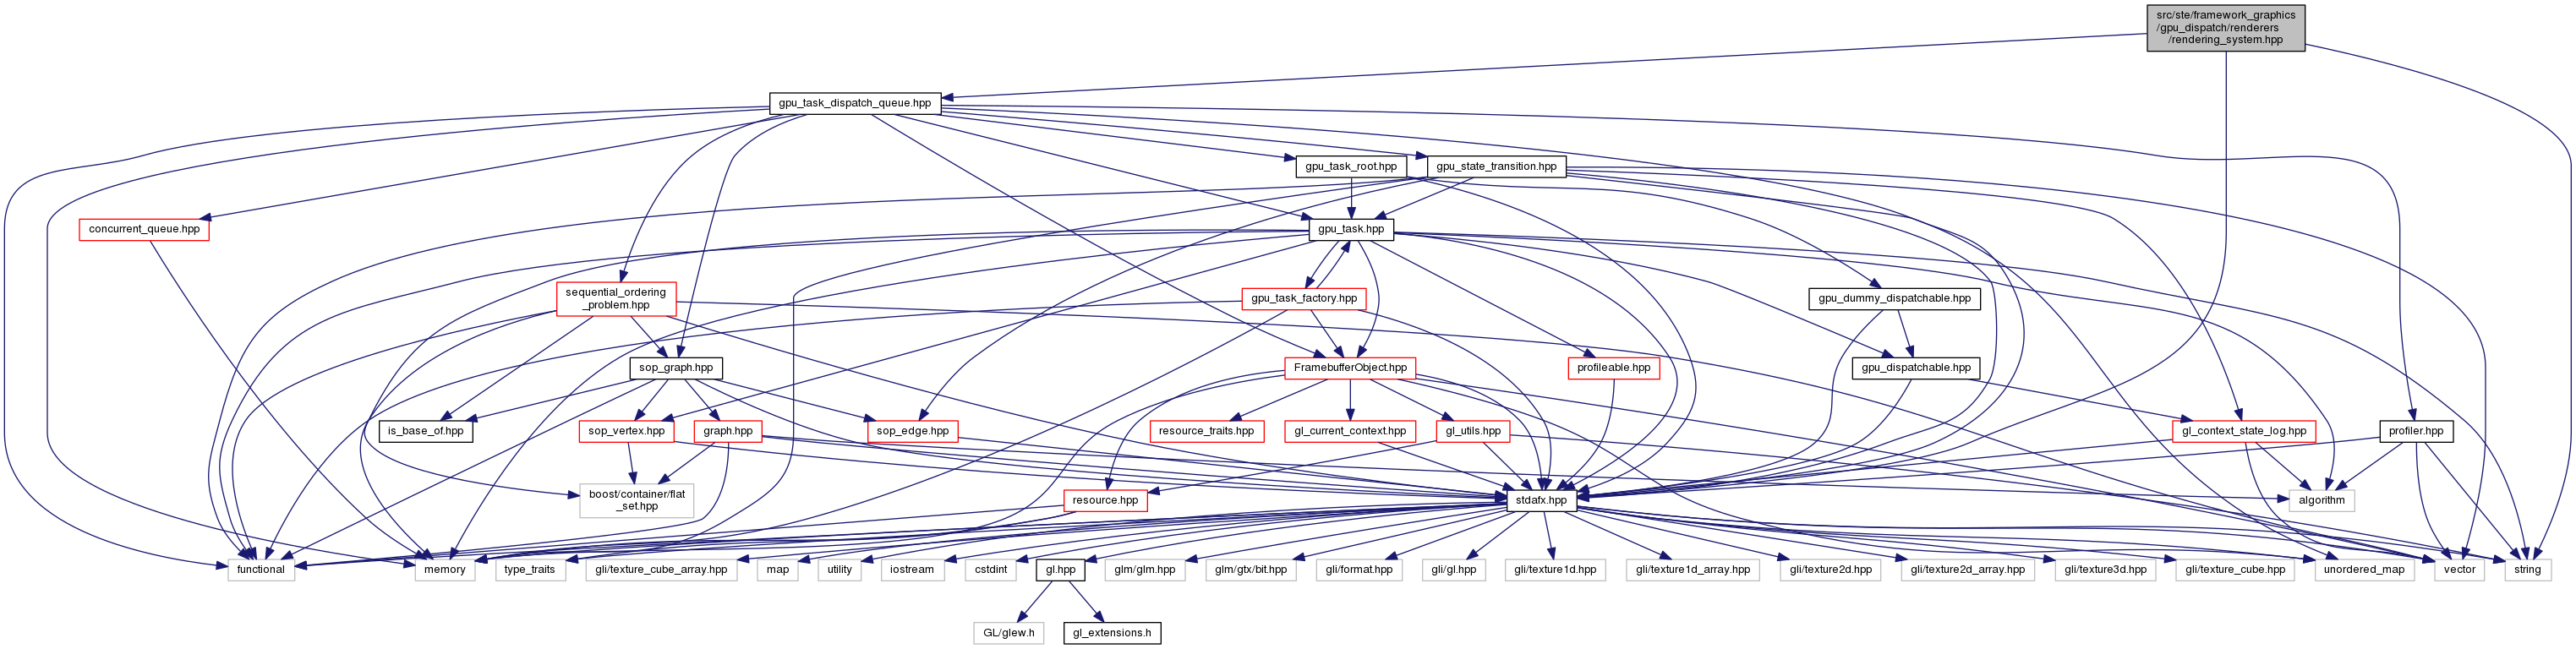 src/ste/framework_graphics
/gpu_dispatch/renderers
/rendering_system.hpp
gpu_task_dispatch_queue.hpp
gpu_task_root.hpp
gpu_state_transition.hpp
concurrent_queue.hpp
gpu_task.hpp
sequential_ordering
_problem.hpp
gpu_task_factory.hpp
gpu_dummy_dispatchable.hpp
sop_graph.hpp
FramebufferObject.hpp
profileable.hpp
gpu_dispatchable.hpp
is_base_of.hpp
sop_vertex.hpp
graph.hpp
sop_edge.hpp
resource_traits.hpp
gl_current_context.hpp
gl_utils.hpp
gl_context_state_log.hpp
profiler.hpp
boost/container/flat
_set.hpp
resource.hpp
stdafx.hpp
algorithm
functional
memory
type_traits
gli/texture_cube_array.hpp
map
utility
iostream
cstdint
gl.hpp
glm/glm.hpp
glm/gtx/bit.hpp
gli/format.hpp
gli/gl.hpp
gli/texture1d.hpp
gli/texture1d_array.hpp
gli/texture2d.hpp
gli/texture2d_array.hpp
gli/texture3d.hpp
gli/texture_cube.hpp
unordered_map
vector
string
GL/glew.h
gl_extensions.h